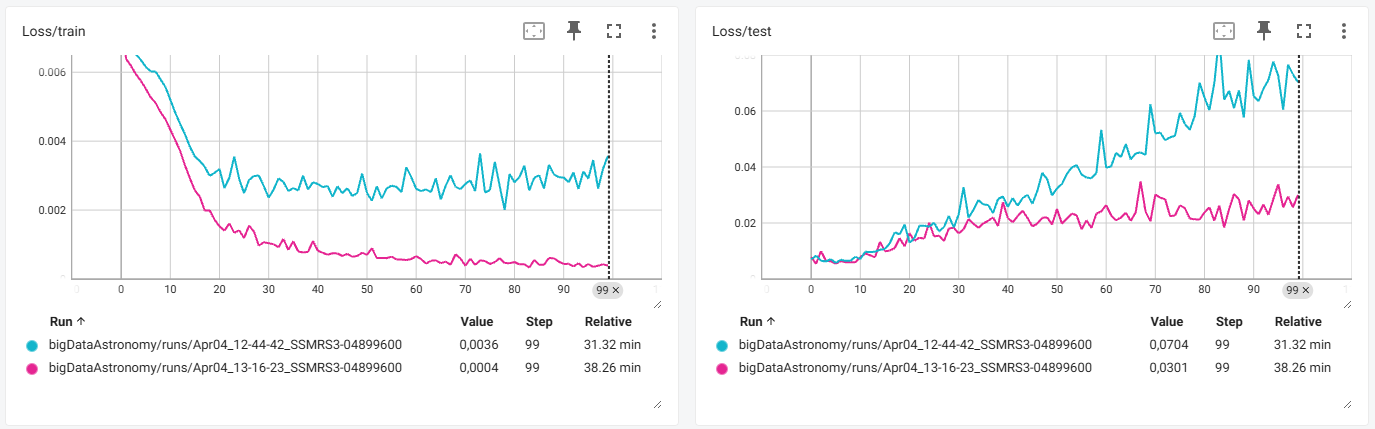 Loss/train
0.006
0.004
0.002
0 10 20 30 40 50 60 70 80 90 99 ×
Run ↑ Value Step Relative
bigDataAstronomy/runs/Apr04_12-44-42_SSMRS3-04899600 0,0036 99 31.32 min
bigDataAstronomy/runs/Apr04_13-16-23_SSMRS3-04899600 0,0004 99 38.26 min
Loss/test
0.06
0.04
0.02
0 10 20 30 40 50 60 70 80 90 99 ×
Run ↑ Value Step Relative
bigDataAstronomy/runs/Apr04_12-44-42_SSMRS3-04899600 0,0704 99 31.32 min
bigDataAstronomy/runs/Apr04_13-16-23_SSMRS3-04899600 0,0301 99 38.26 min